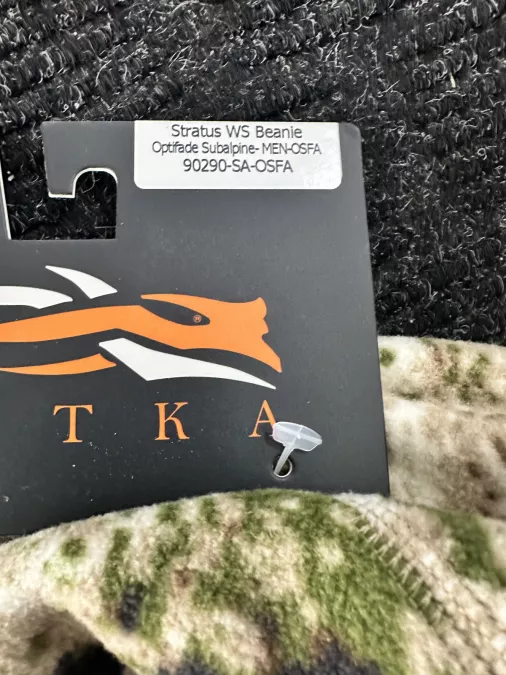 Stratus WS Beanie
Optifade Subalpine- MEN-OSFA
90290-SA-OSFA
®
TKA